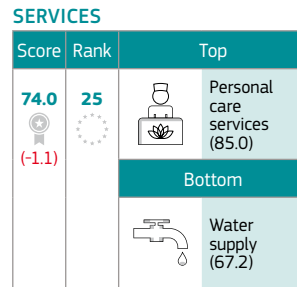 SERVICES
Score Rank Top
74.0 25
(-1.1)
Personal
care
services
(85.0)
Bottom
Water
supply
(67.2)